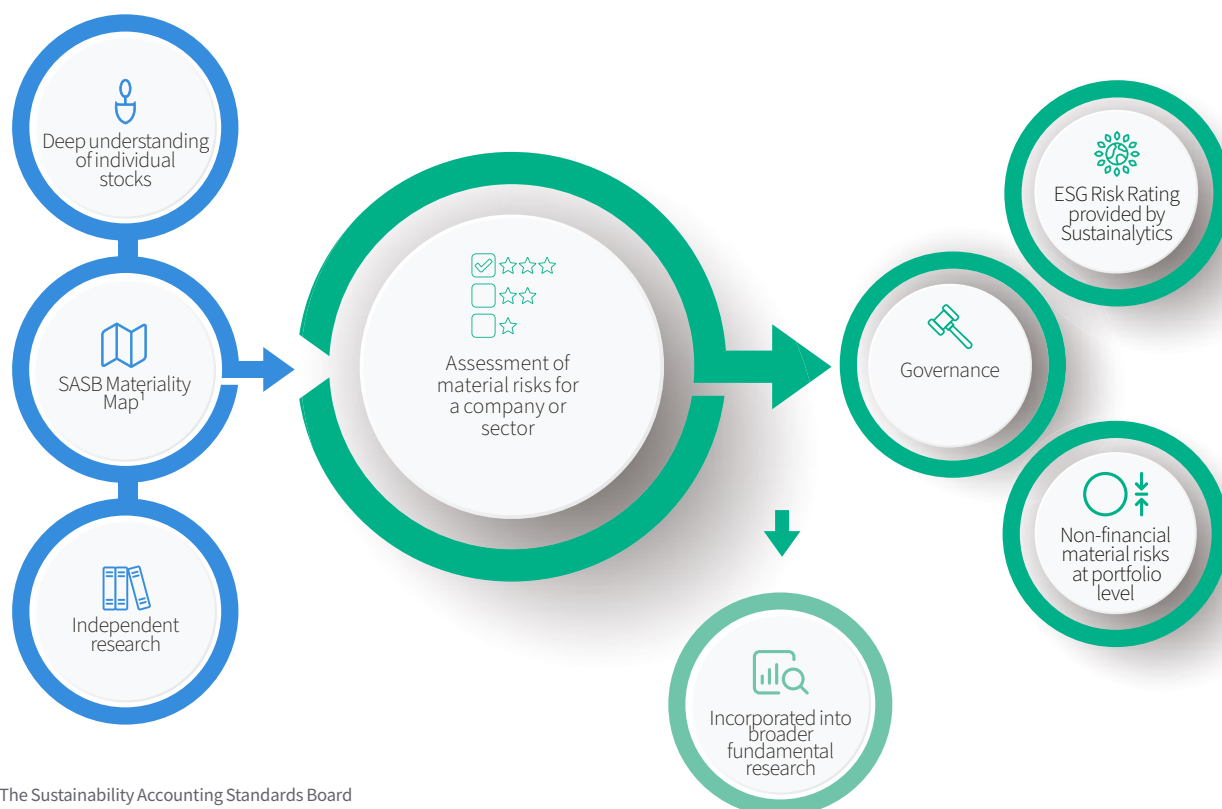 Deep understanding
of individual
stocks
SASB Materiality
Map¹
Independent
research
Assessment of
material risks for
a company or
sector
Governance
ESG Risk Rating
provided by
Sustainalytics
Non-financial
material risks
at portfolio
level
Incorporated into
broader
fundamental
research
The Sustainability Accounting Standards Board